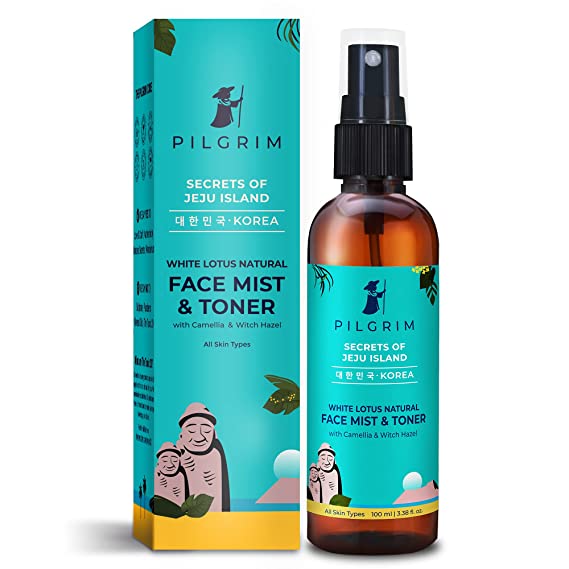 PILGRIM
SECRETS OF
JEJU ISLAND
대한민국·KOREA
WHITE LOTUS NATURAL
FACE MIST
& TONER
with Camellia & Witch Hazel
All Skin Types
PILGRIM
SECRETS OF
JEJU ISLAND
대한민국·KOREA
WHITE LOTUS NATURAL
FACE MIST & TONER
with Camellia & Witch Hazel
All Skin Types 100 ml | 3.38 fl. oz.